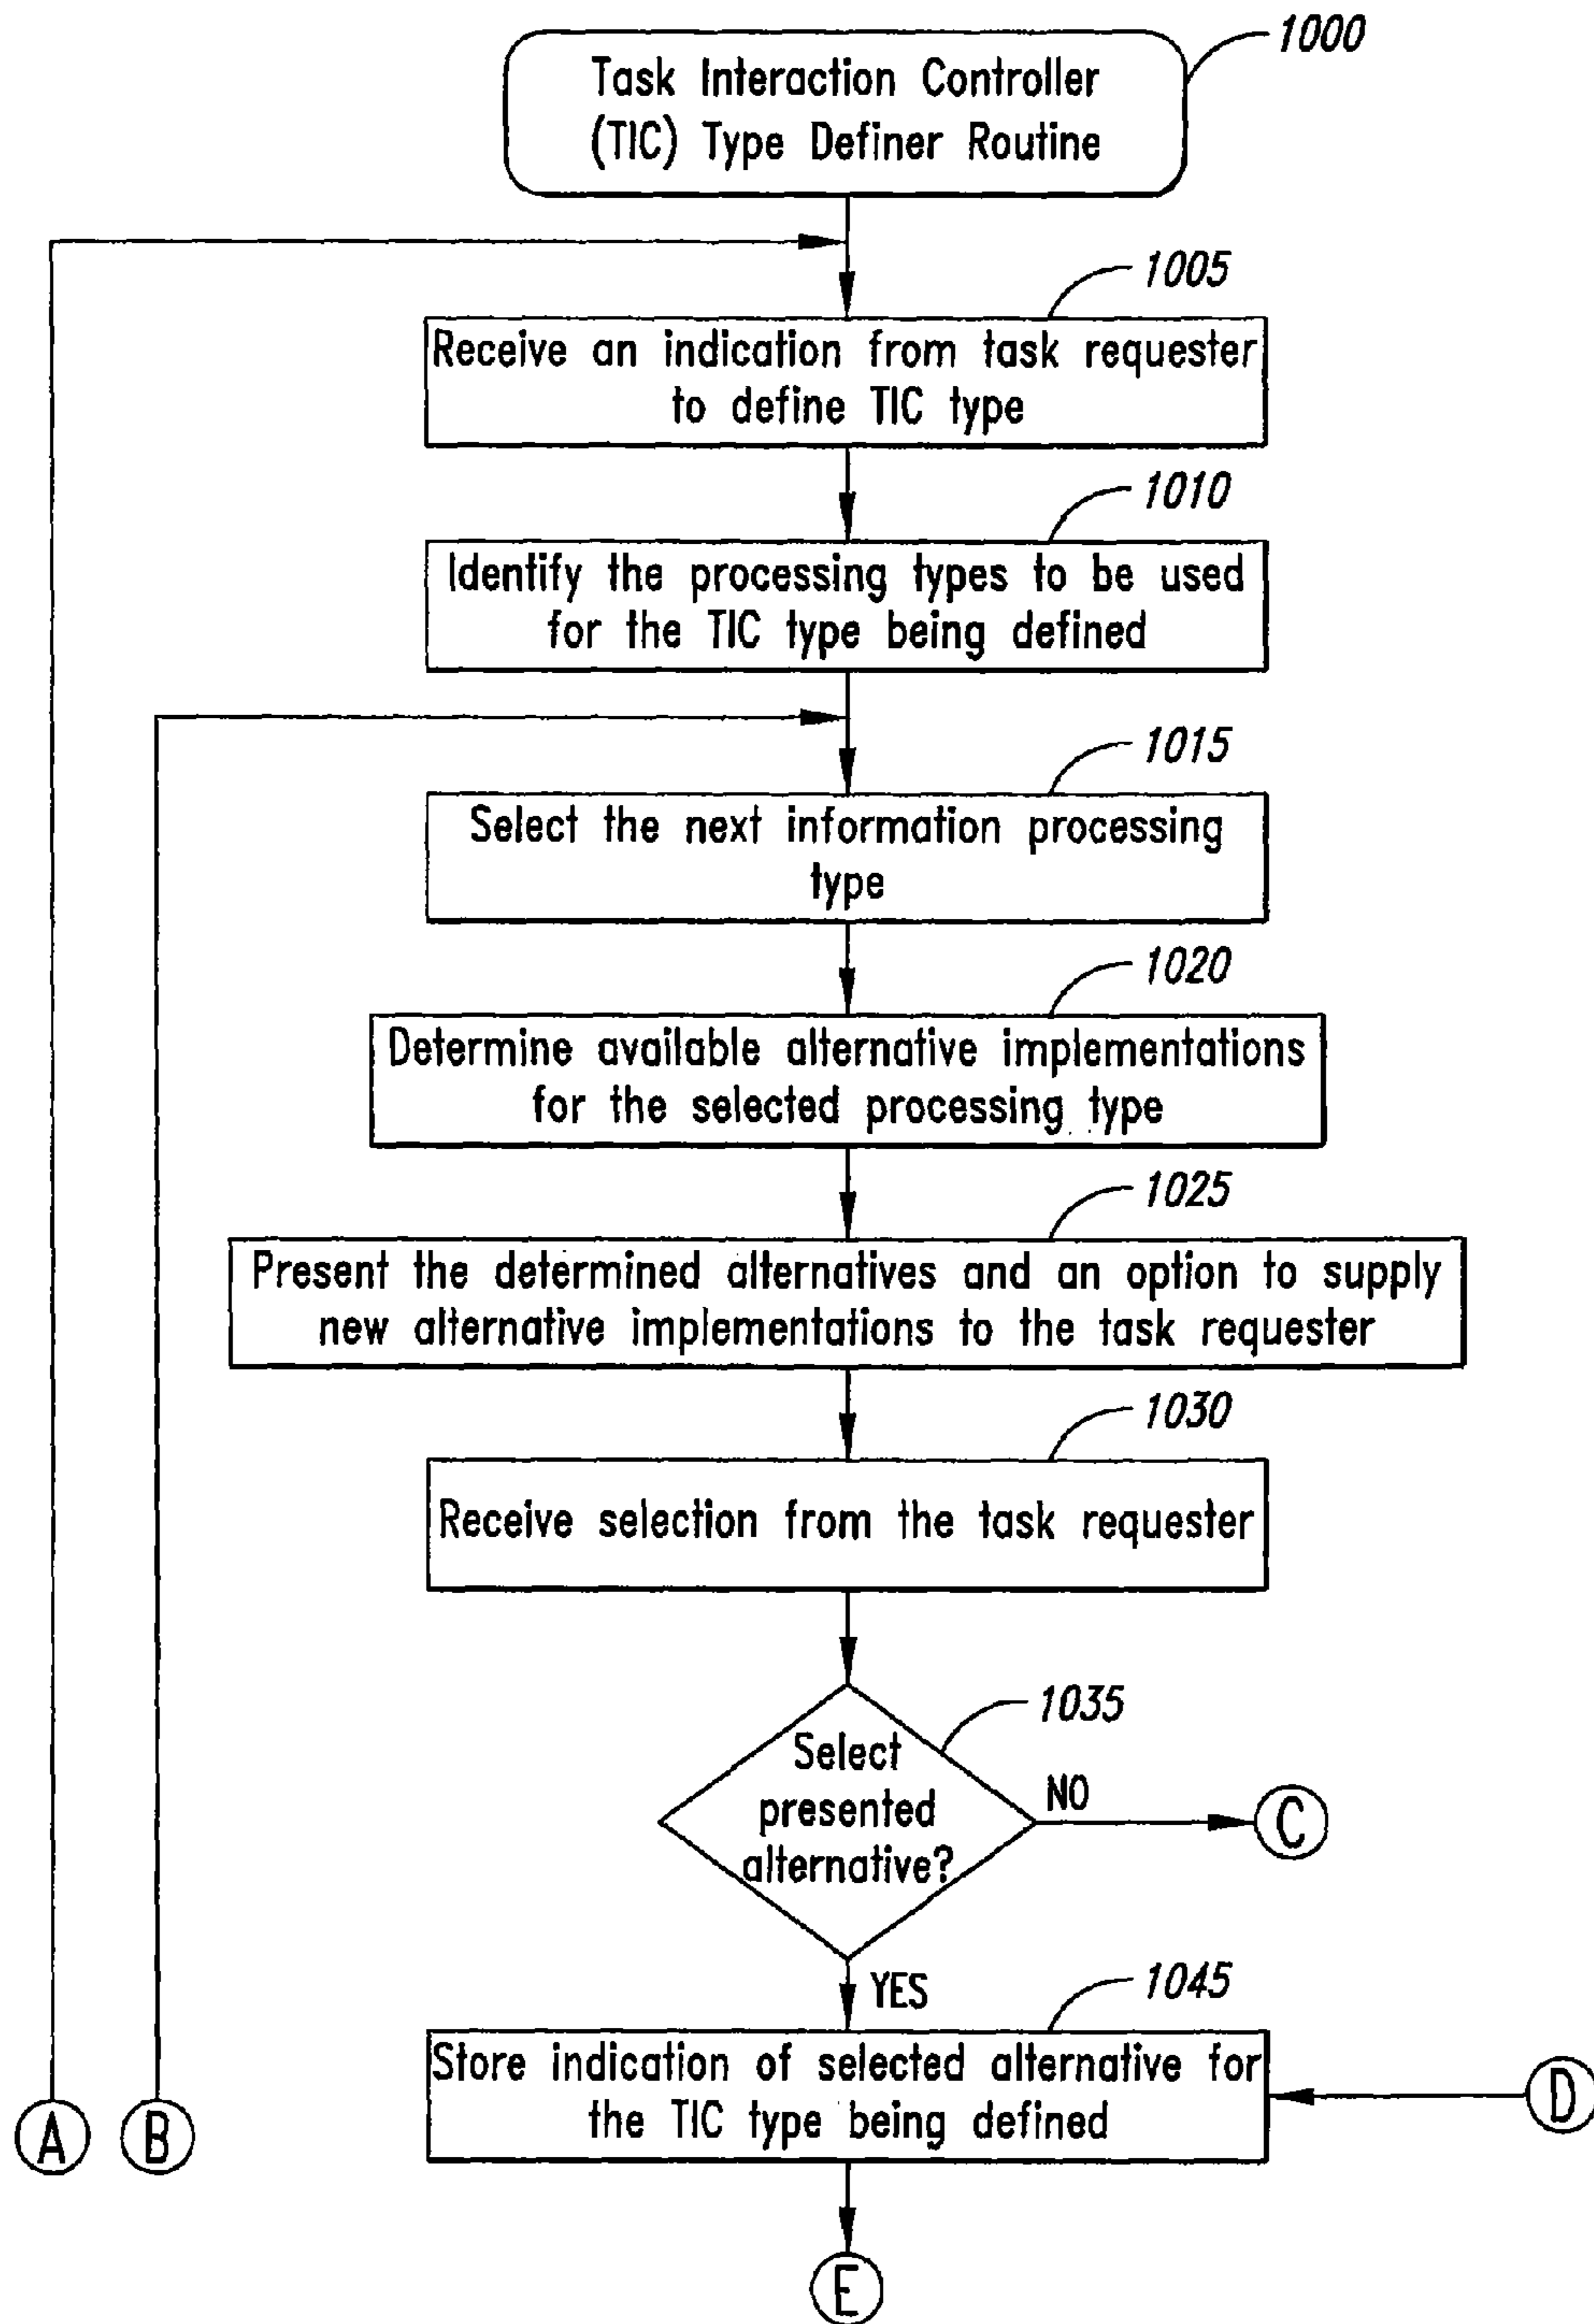 1000
Task Interaction Controller
(TIC) Type Definer Routine
1005
Receive an indication from task requester
to define TIC type
1010
Identify the processing types to be used
for the TIC type being defined
1015
Select the next information processing
type
1020
Determine available alternative implementations
for the selected processing type
1025
Present the determined alternatives and an option to supply
new alternative implementations to the task requester
1030
Receive selection from the task requester
1035
Select
presented
alternative?
NO
C
YES
1045
Store indication of selected alternative for
the TIC type being defined
A
B
D
E